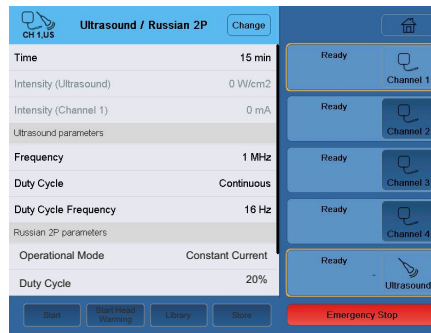 CH 1,US
Ultrasound / Russian 2P
Change
Time 15 min
Intensity (Ultrasound) 0 W/cm2
Intensity (Channel 1) 0 mA
Ultrasound parameters
Frequency 1 MHz
Duty Cycle Continuous
Duty Cycle Frequency 16 Hz
Russian 2P parameters
Operational Mode Constant Current
Duty Cycle 20%
Start
Start Head
Warming
Library
Store
Ready
Channel 1
Ready
Channel 2
Ready
Channel 3
Ready
Channel 4
Ready
Ultrasound
Emergency Stop